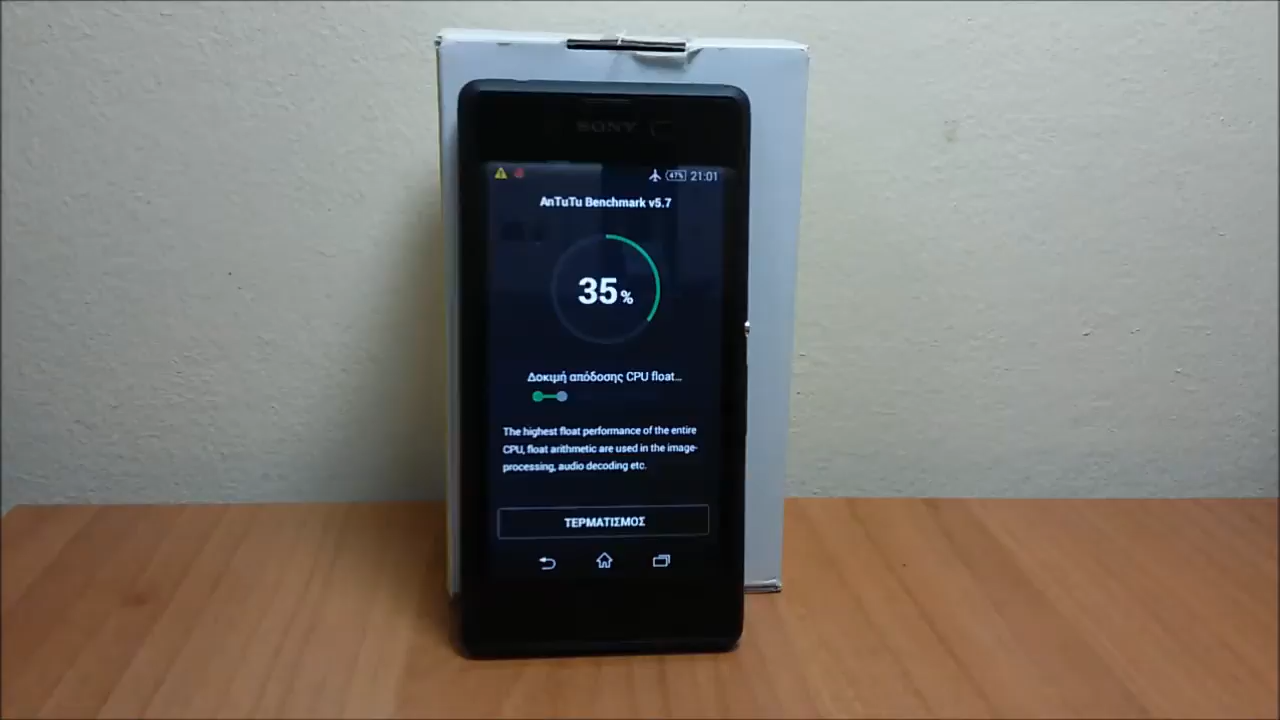 SONY
47% 21:01
AnTuTu Benchmark v5.7
35%
Δοκιμή απόδοσης CPU float...
The highest float performance of the entire
CPU, float arithmetic are used in the image-
processing, audio decoding etc.
ΤΕΡΜΑΤΙΣΜΟΣ